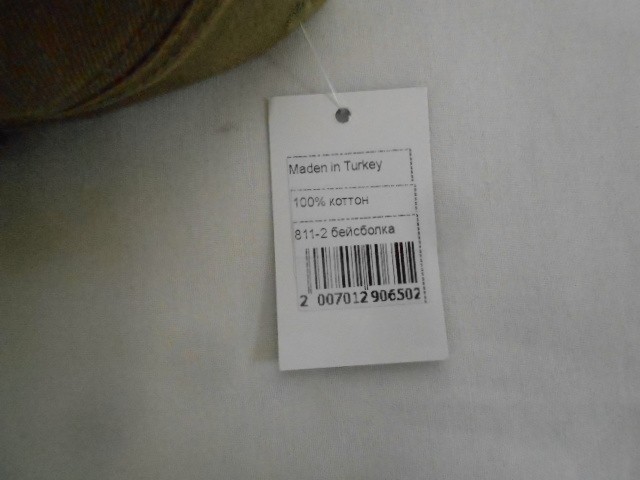 Maden in Turkey
100% коттон
811-2 бейсболка
2 007012 906502